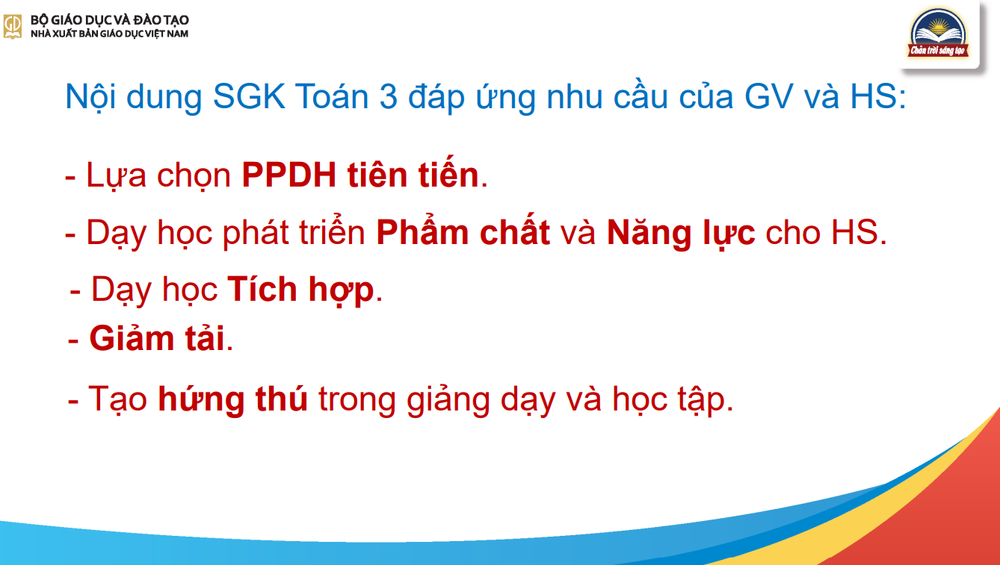 BỘ GIÁO DỤC VÀ ĐÀO TẠO
NHÀ XUẤT BẢN GIÁO DỤC VIỆT NAM
Chân trời sáng tạo
Nội dung SGK Toán 3 đáp ứng nhu cầu của GV và HS:
- Lựa chọn PPDH tiên tiến.
- Dạy học phát triển Phẩm chất và Năng lực cho HS.
- Dạy học Tích hợp.
- Giảm tải.
- Tạo hứng thú trong giảng dạy và học tập.